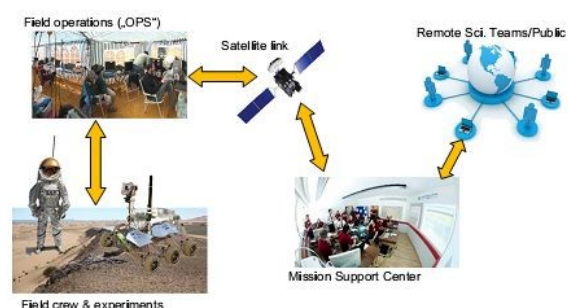 Field operations („OPS“)
Satellite link
Remote Sci. Teams/Public
Mission Support Center
Field crew & experiments